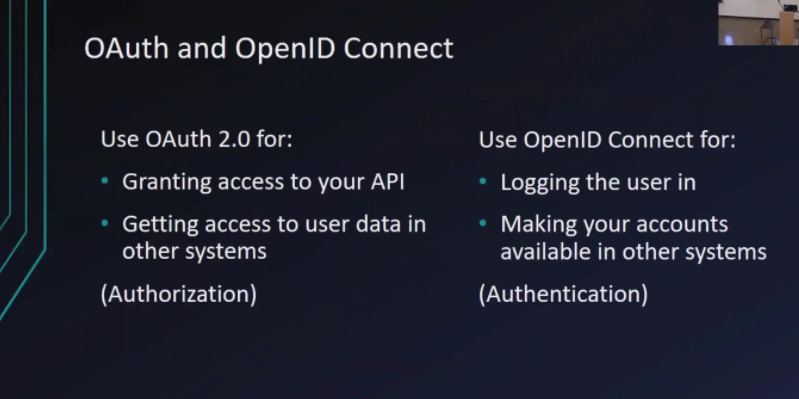 OAuth and OpenID Connect
Use OAuth 2.0 for:
• Granting access to your API
• Getting access to user data in
other systems
(Authorization)
Use OpenID Connect for:
• Logging the user in
• Making your accounts
available in other systems
(Authentication)